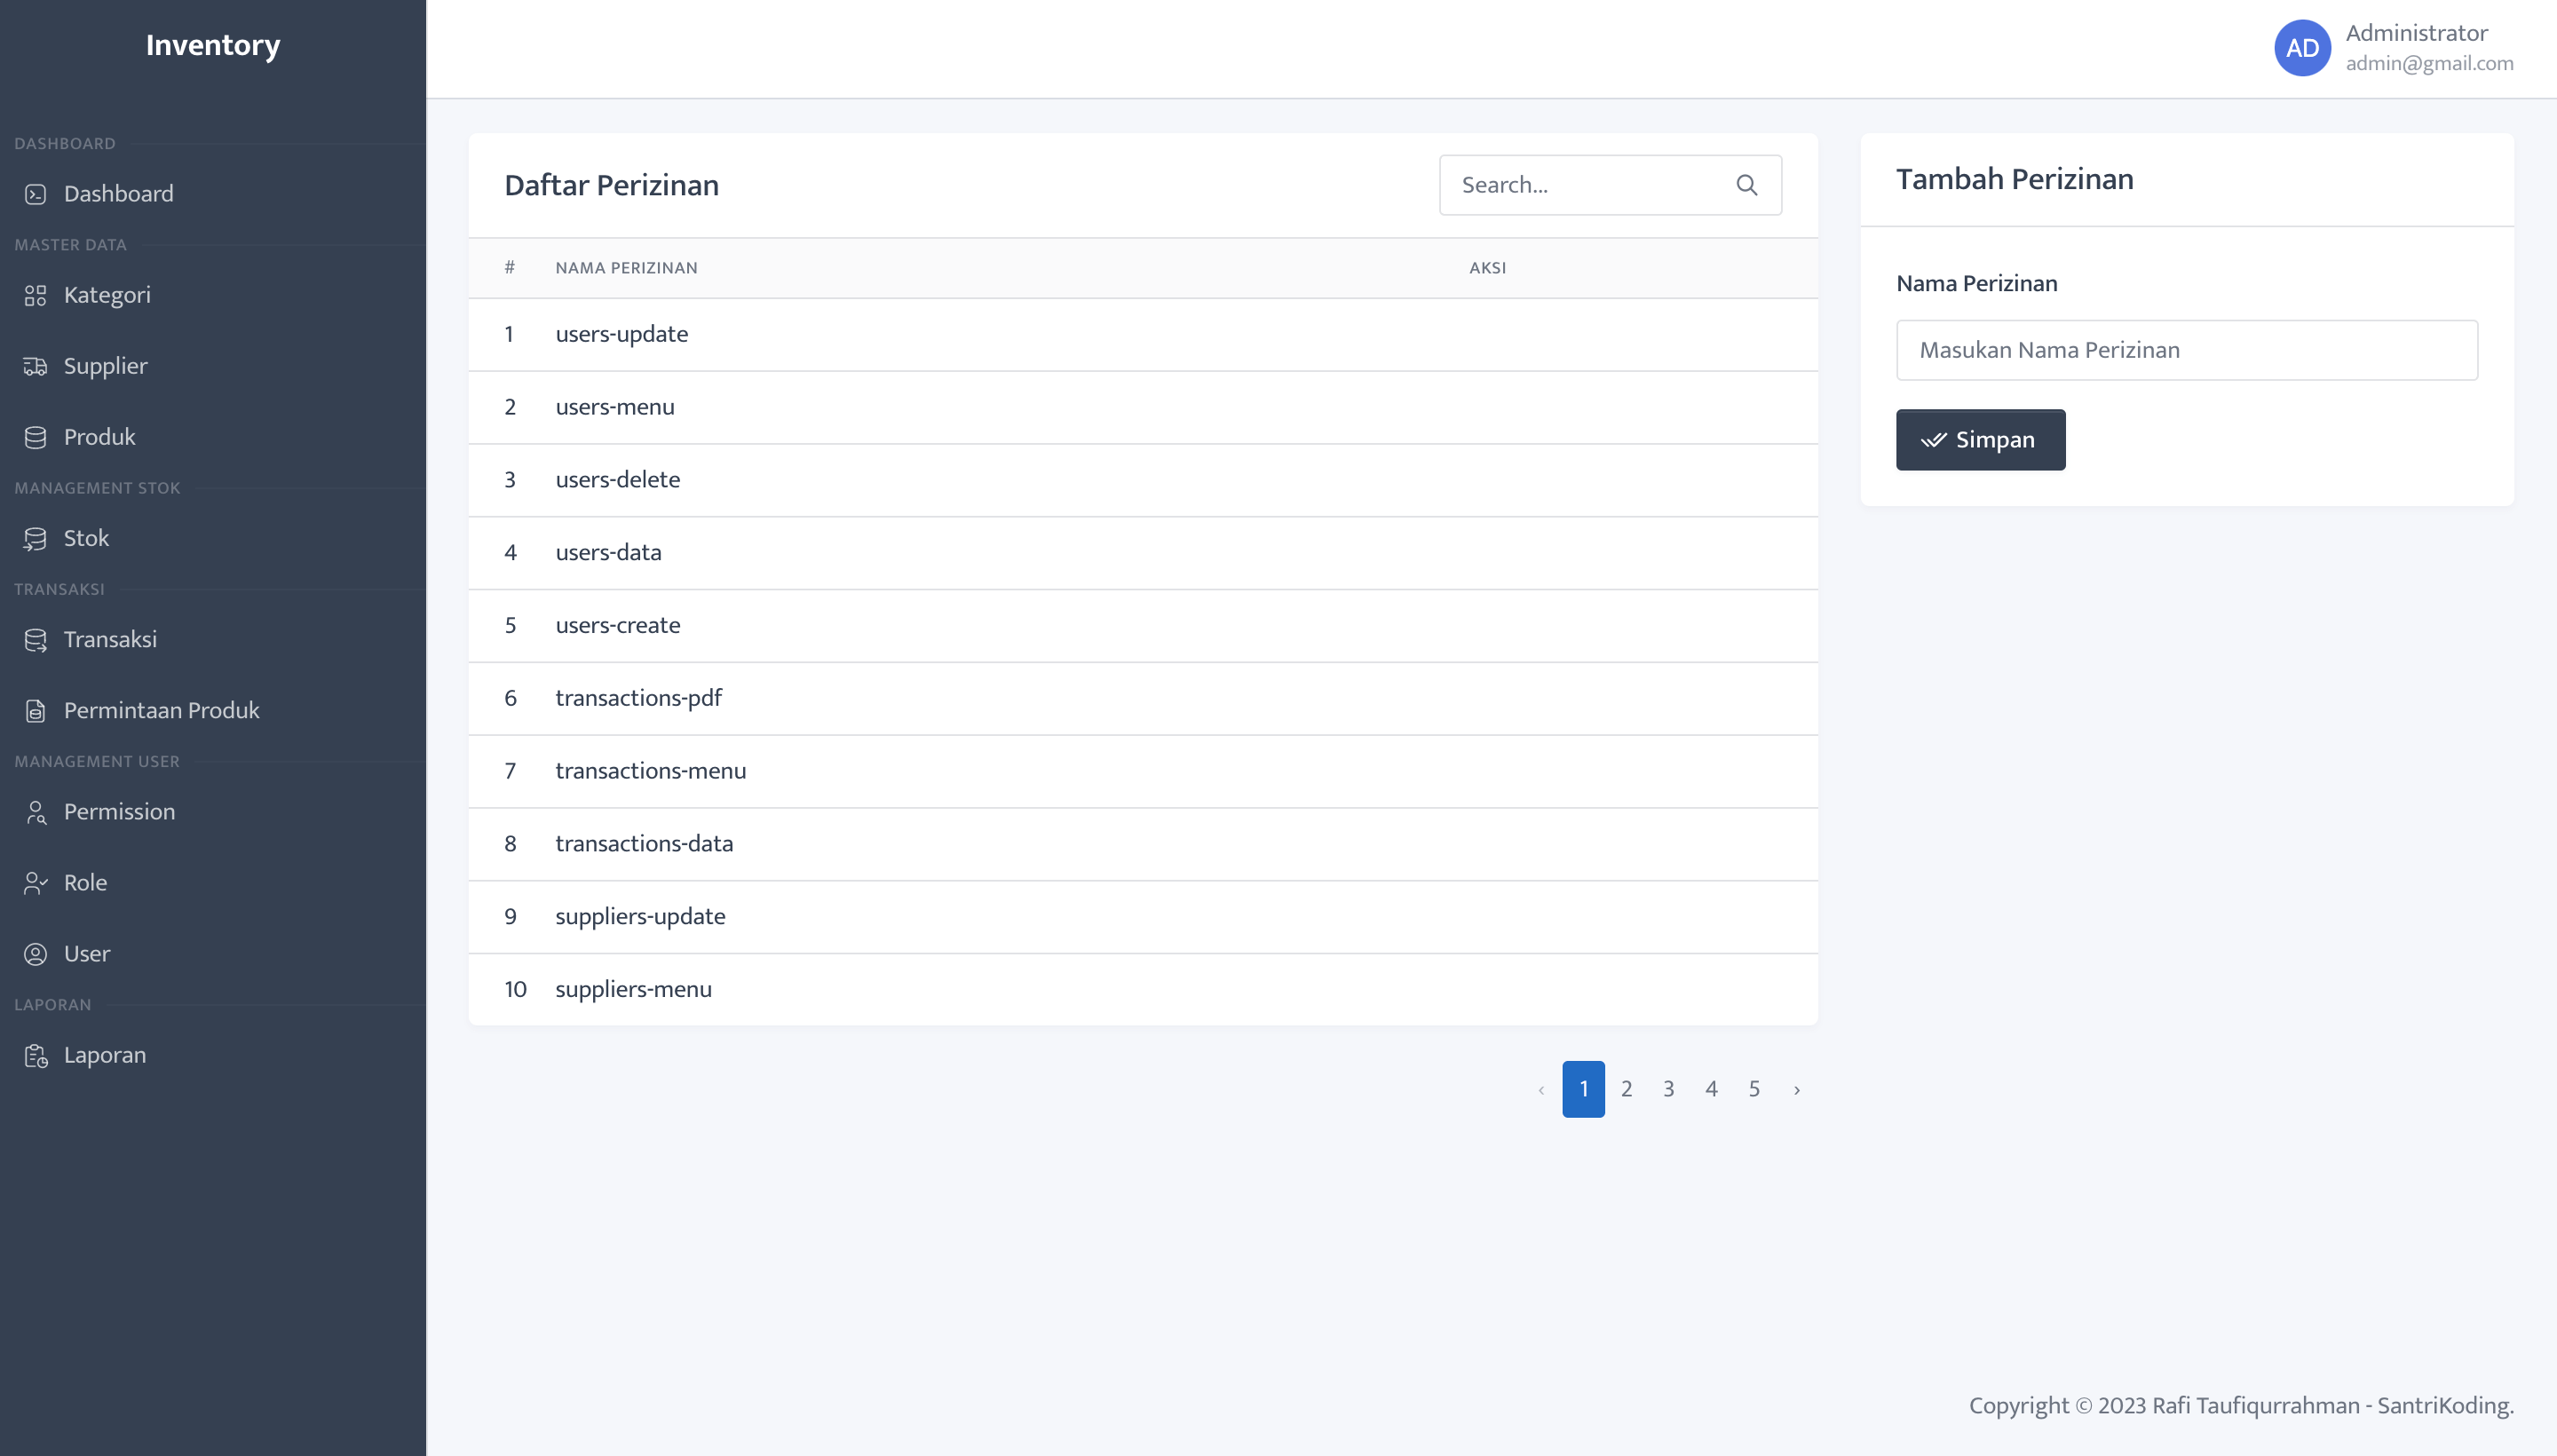 Inventory
DASHBOARD
Dashboard
MASTER DATA
Kategori
Supplier
Produk
MANAGEMENT STOK
Stok
TRANSAKSI
Transaksi
Permintaan Produk
MANAGEMENT USER
Permission
Role
User
LAPORAN
Laporan
AD
Administrator
admin@gmail.com
Daftar Perizinan
Search...
# NAMA PERIZINAN AKSI
1 users-update
2 users-menu
3 users-delete
4 users-data
5 users-create
6 transactions-pdf
7 transactions-menu
8 transactions-data
9 suppliers-update
10 suppliers-menu
‹ 1 2 3 4 5 ›
Tambah Perizinan
Nama Perizinan
Masukan Nama Perizinan
Simpan
Copyright © 2023 Rafi Taufiqurrahman - SantriKoding.